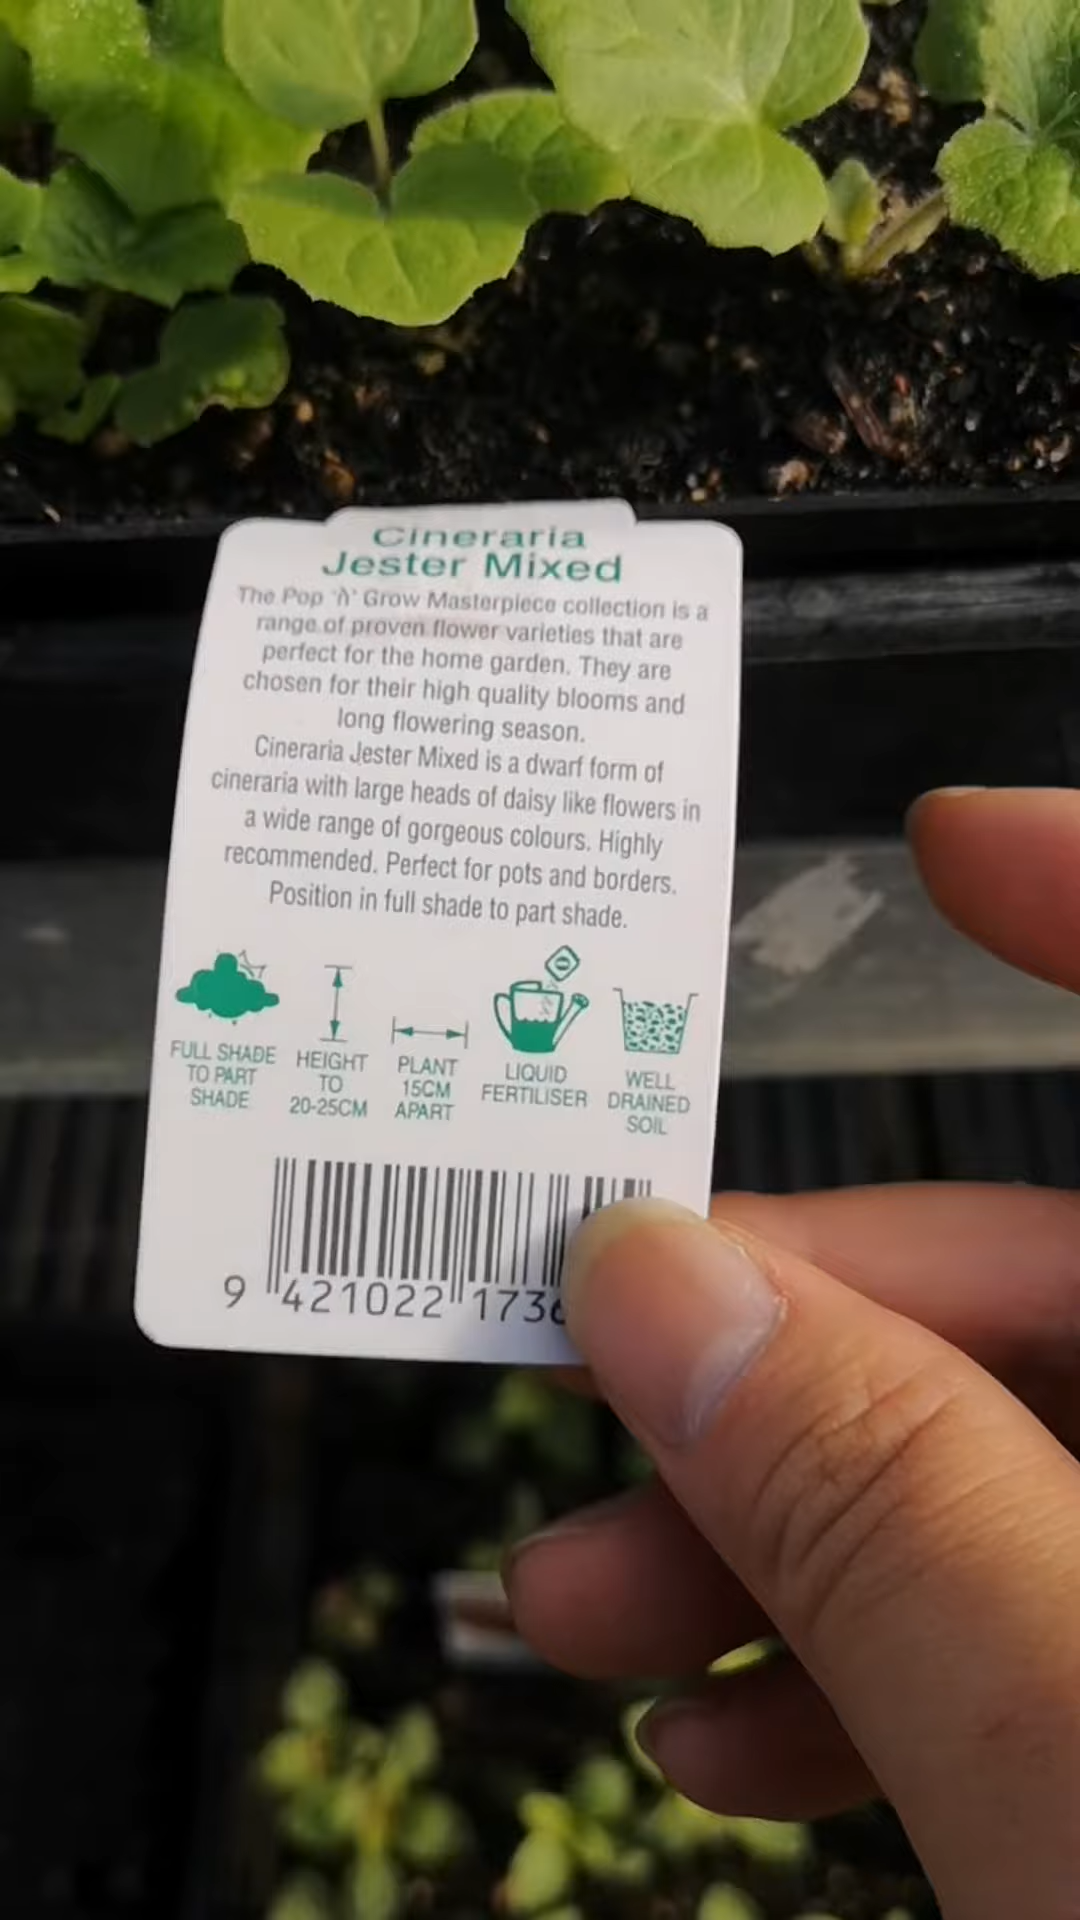 Cineraria
Jester Mixed
The Pop 'n' Grow Masterpiece collection is a
range of proven flower varieties that are
perfect for the home garden. They are
chosen for their high quality blooms and
long flowering season.
Cineraria Jester Mixed is a dwarf form of
cineraria with large heads of daisy like flowers in
a wide range of gorgeous colours. Highly
recommended. Perfect for pots and borders.
Position in full shade to part shade.
FULL SHADE
TO PART
SHADE
HEIGHT
TO
20-25CM
PLANT
15CM
APART
LIQUID
FERTILISER
WELL
DRAINED
SOIL
9 421022 173